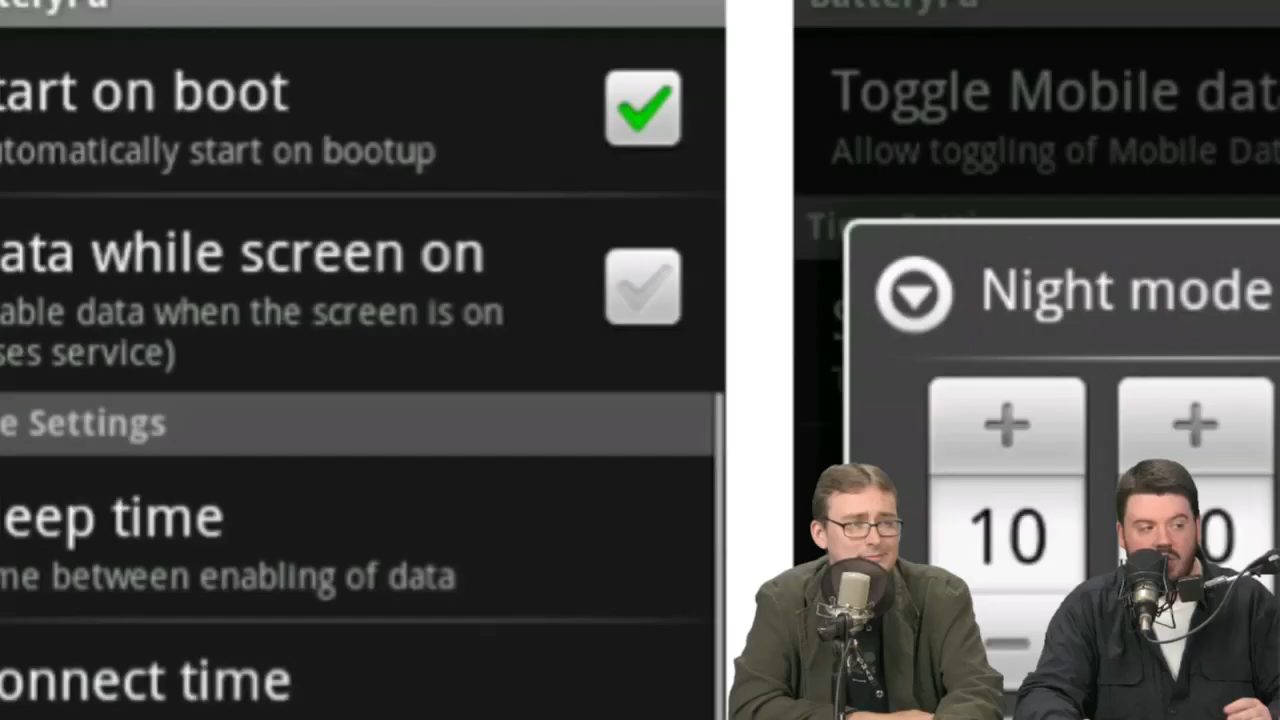 tart on boot
utomatically start on bootup
ata while screen on
able data when the screen is on
ses service)
e Settings
leep time
me between enabling of data
onnect time
Toggle Mobile dat
Allow toggling of Mobile Dat
Night mode
+ +
10 0